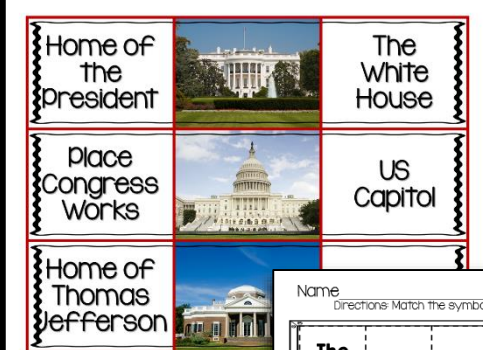 Home of
the
President
The
White
House
Place
Congress
Works
US
Capitol
Home of
Thomas
Jefferson
Name
Directions: Match the symbo
The